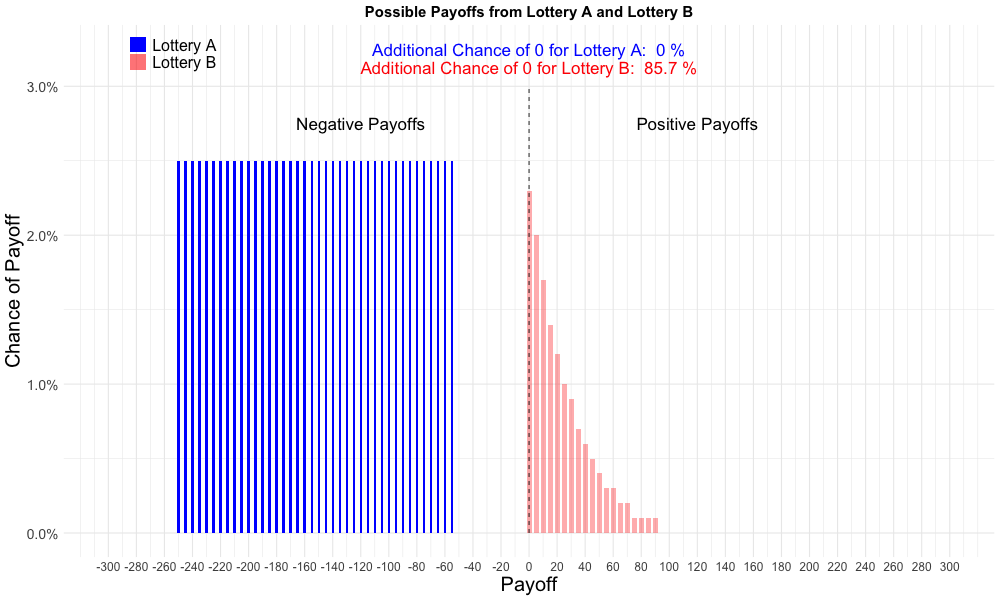 Possible Payoffs from Lottery A and Lottery B
Lottery A
Lottery B
Additional Chance of 0 for Lottery A:  0 %
Additional Chance of 0 for Lottery B:  85.7 %
Negative Payoffs
Positive Payoffs
Chance of Payoff
3.0%
2.0%
1.0%
0.0%
-300 -280 -260 -240 -220 -200 -180 -160 -140 -120 -100 -80 -60 -40 -20 0 20 40 60 80 100 120 140 160 180 200 220 240 260 280 300
Payoff